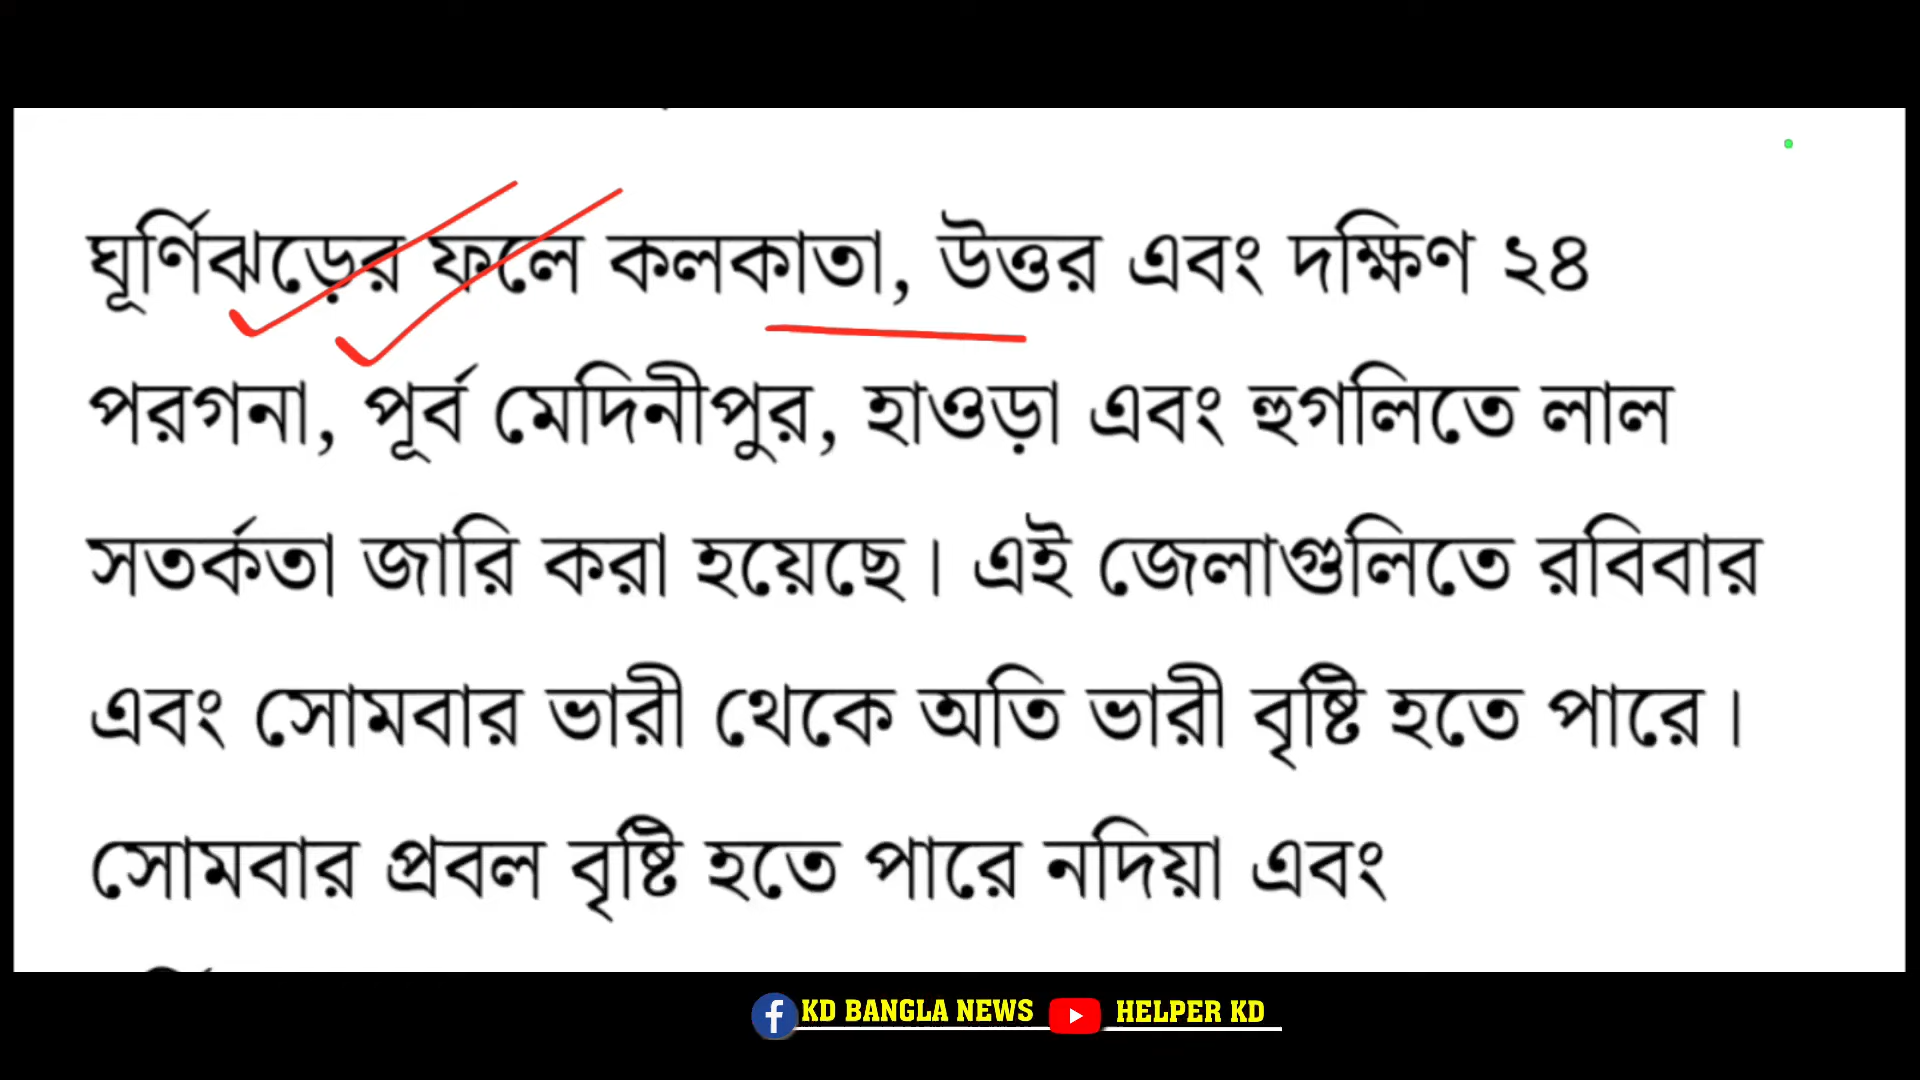 ঘূর্ণিঝড়ের ফলে কলকাতা, উত্তর এবং দক্ষিণ ২৪
পরগনা, পূর্ব মেদিনীপুর, হাওড়া এবং হুগলিতে লাল
সতর্কতা জারি করা হয়েছে। এই জেলাগুলিতে রবিবার
এবং সোমবার ভারী থেকে অতি ভারী বৃষ্টি হতে পারে।
সোমবার প্রবল বৃষ্টি হতে পারে নদিয়া এবং
KD BANGLA NEWS HELPER KD